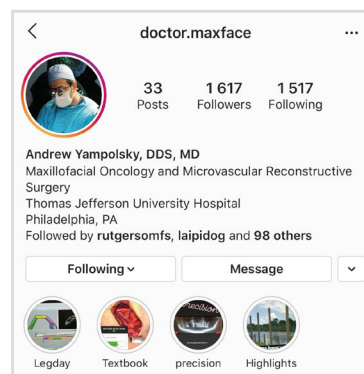 doctor.maxface
33 1 617 1 517
Posts Followers Following
Andrew Yampolsky, DDS, MD
Maxillofacial Oncology and Microvascular Reconstructive
Surgery
Thomas Jefferson University Hospital
Philadelphia, PA
Followed by rutgersomfs, laipidog and 98 others
Following Message
Legday Textbook precision Highlights